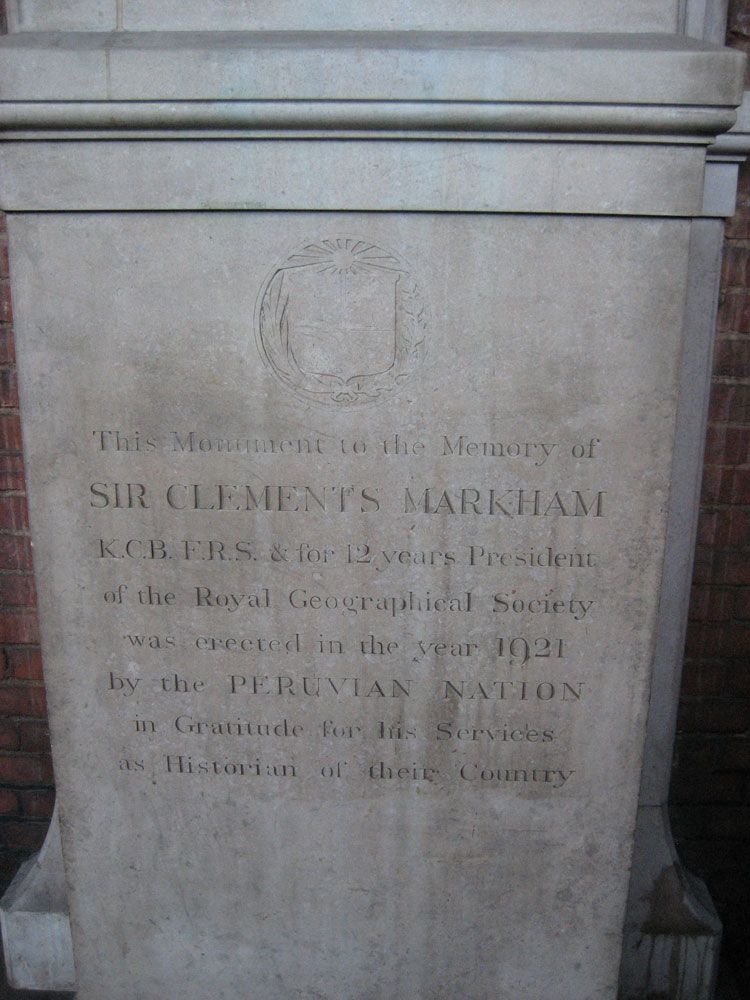 This Monument to the Memory of
SIR CLEMENTS MARKHAM
K.C.B. F.R.S. & for 12 years President
of the Royal Geographical Society
was erected in the year 1921
by the PERUVIAN NATION
in Gratitude for his Services
as Historian of their Country